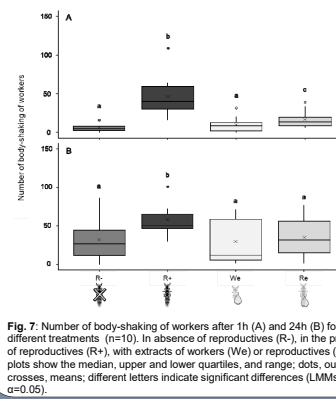 A
Number of body-shaking of workers
150
100
50
0
a
b
a
c
B
150
100
50
0
a
b
a
a
R-
R+
We
Re
Fig. 7: Number of body-shaking of workers after 1h (A) and 24h (B) fo
different treatments (n=10). In absence of reproductives (R-), in the pr
of reproductives (R+), with extracts of workers (We) or reproductives (
plots show the median, upper and lower quartiles, and range; dots, ou
crosses, means; different letters indicate significant differences (LMMs
α=0.05).